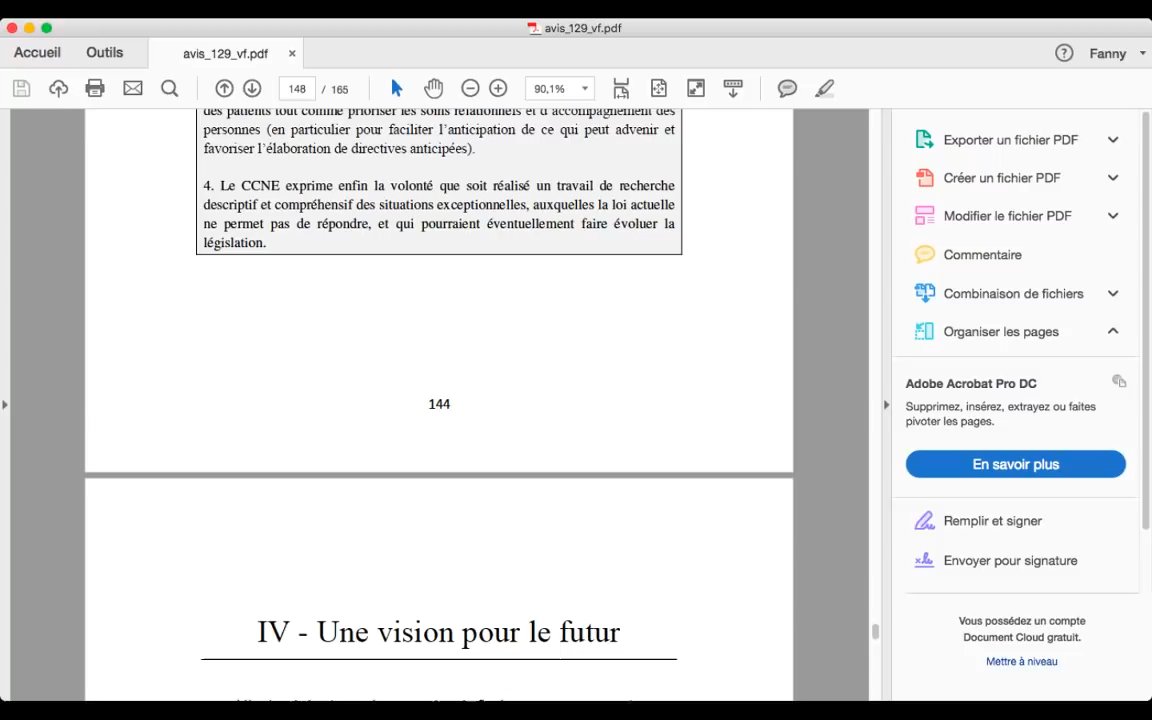 avis_129_vf.pdf
Accueil
Outils
avis_129_vf.pdf
×
? Fanny
148 / 165
90,1%
des patients tout comme prioriser les soins relationnels et d'accompagnement des
personnes (en particulier pour faciliter l'anticipation de ce qui peut advenir et
favoriser l'élaboration de directives anticipées).
4. Le CCNE exprime enfin la volonté que soit réalisé un travail de recherche
descriptif et compréhensif des situations exceptionnelles, auxquelles la loi actuelle
ne permet pas de répondre, et qui pourraient éventuellement faire évoluer la
législation.
144
IV - Une vision pour le futur
Exporter un fichier PDF
Créer un fichier PDF
Modifier le fichier PDF
Commentaire
Combinaison de fichiers
Organiser les pages
Adobe Acrobat Pro DC
Supprimez, insérez, extrayez ou faites
pivoter les pages.
En savoir plus
Remplir et signer
Envoyer pour signature
Vous possédez un compte
Document Cloud gratuit.
Mettre à niveau